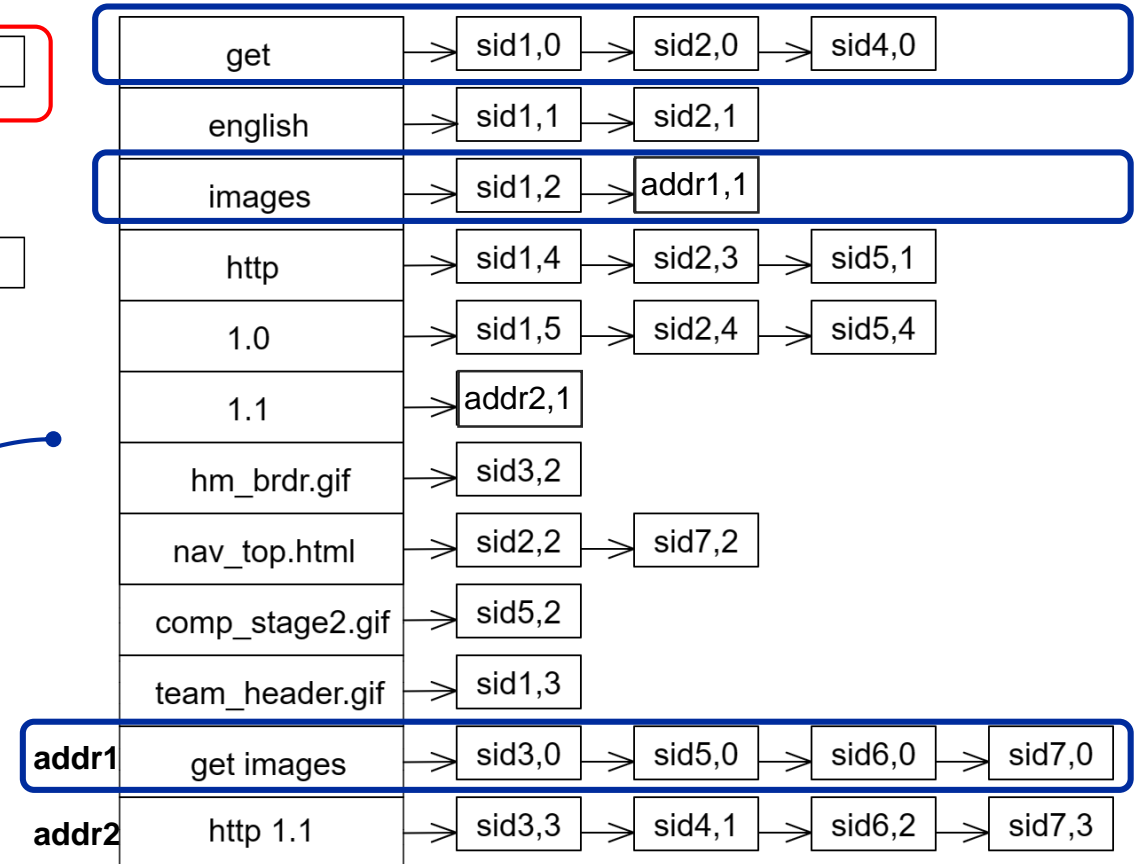 get sid1,0 sid2,0 sid4,0
english sid1,1 sid2,1
images sid1,2 addr1,1
http sid1,4 sid2,3 sid5,1
1.0 sid1,5 sid2,4 sid5,4
1.1 addr2,1
hm_brdr.gif sid3,2
nav_top.html sid2,2 sid7,2
comp_stage2.gif sid5,2
team_header.gif sid1,3
addr1 get images sid3,0 sid5,0 sid6,0 sid7,0
addr2 http 1.1 sid3,3 sid4,1 sid6,2 sid7,3